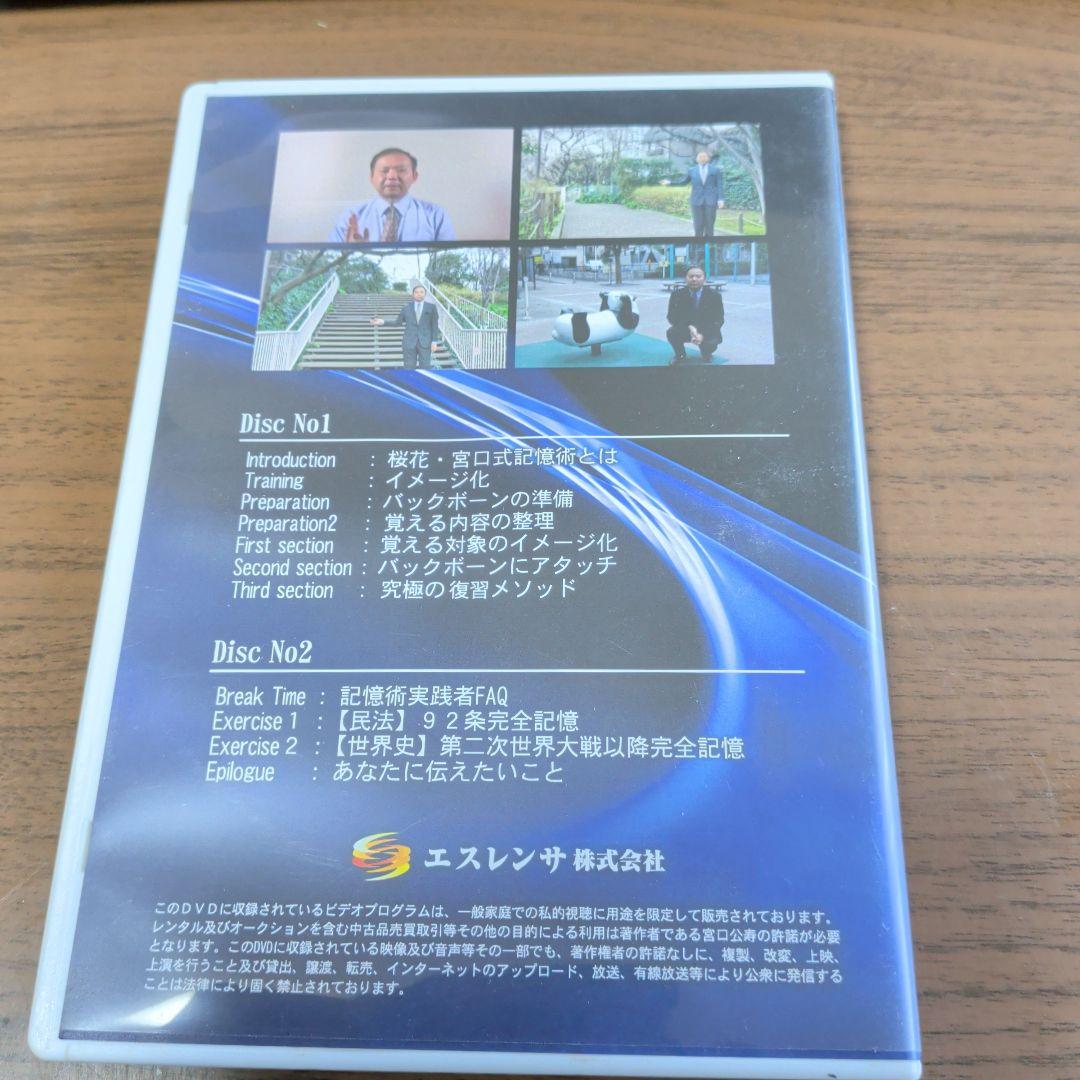 Disc No1
Introduction : 桜花・宮口式記憶術とは
Training : イメージ化
Preparation : バックボーンの準備
Preparation2 : 覚える内容の整理
First section : 覚える対象のイメージ化
Second section : バックボーンにアタッチ
Third section : 究極の復習メソッド
Disc No2
Break Time : 記憶術実践者FAQ
Exercise 1 : 【民法】９２条完全記憶
Exercise 2 : 【世界史】第二次世界大戦以降完全記憶
Epilogue : あなたに伝えたいこと
エスレンサ 株式会社
このＤＶＤに収録されているビデオプログラムは、一般家庭での私的視聴に用途を限定して販売されております。
レンタル及びオークションを含む中古品売買取引等その他の目的による利用は著作者である宮口公寿の許諾が必要
となります。このDVDに収録されている映像及び音声等その一部でも、著作権者の許諾なしに、複製、改変、上映、
上演を行うこと及び貸出、譲渡、転売、インターネットのアップロード、放送、有線放送等により公衆に発信する
ことは法律により固く禁止されております。